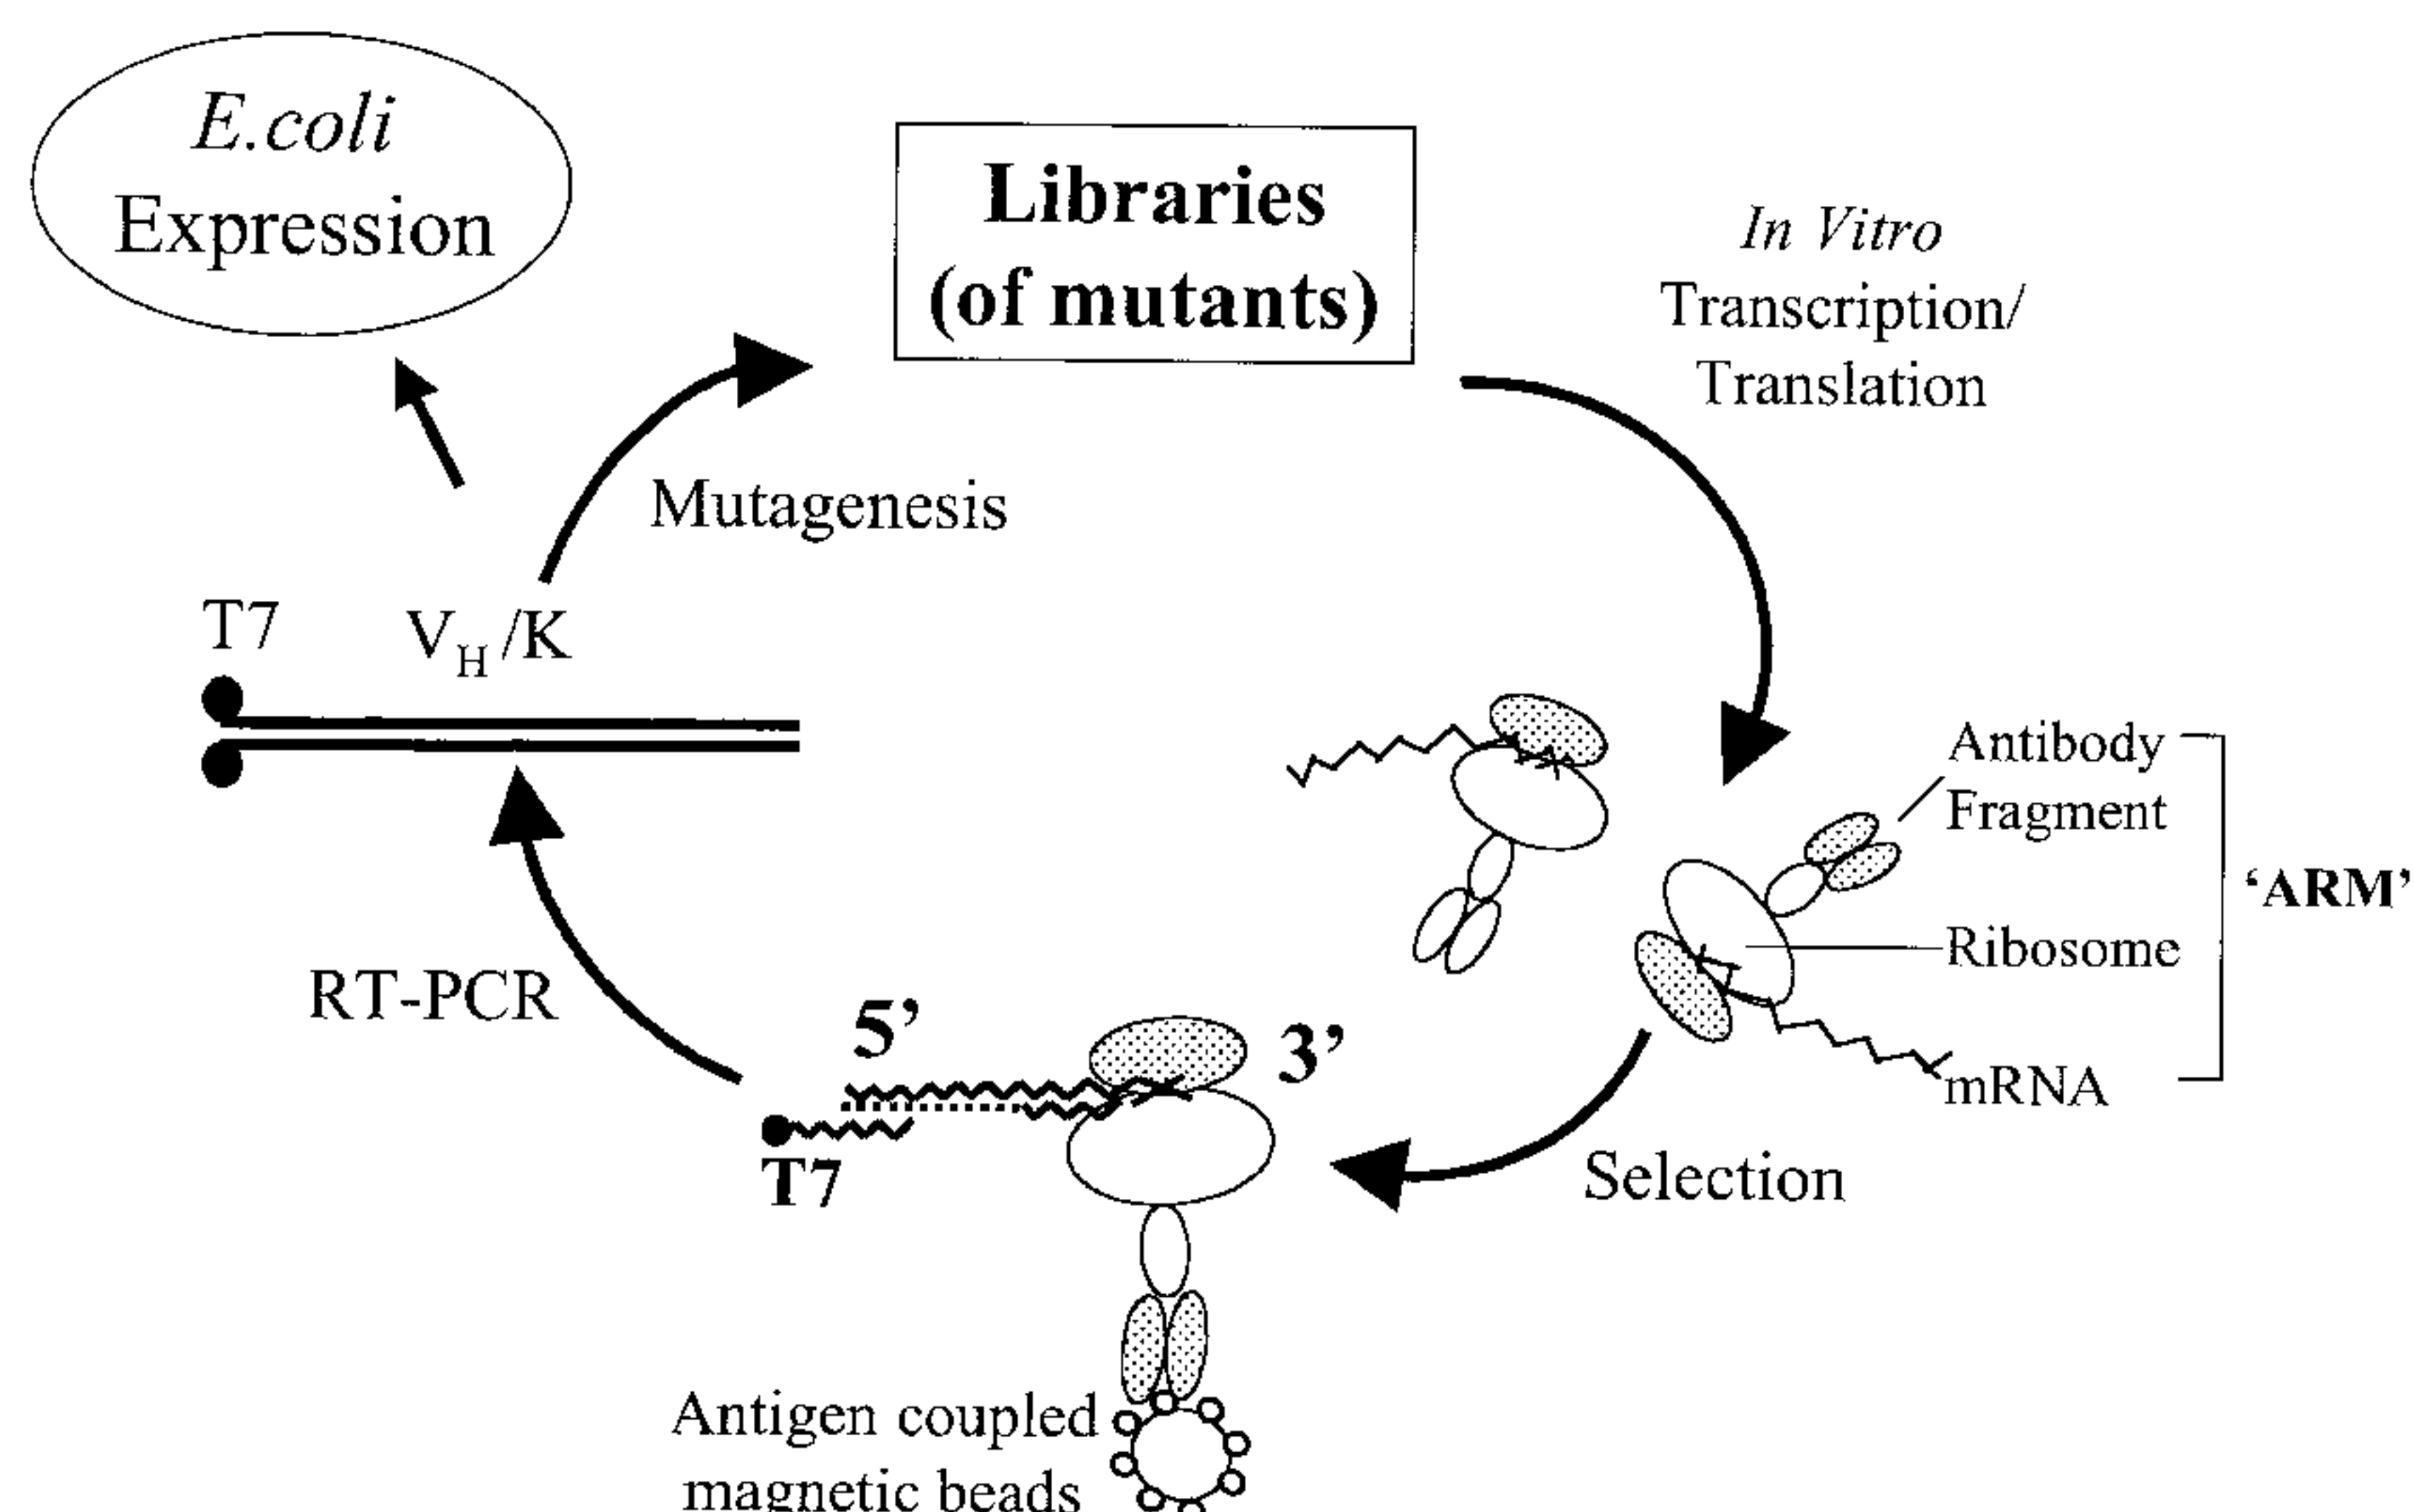 E.coli
Expression
Libraries
(of mutants)
In Vitro
Transcription/
Translation
Mutagenesis
T7
VH/K
Antibody
Fragment
'ARM'
Ribosome
mRNA
RT-PCR
5’
3’
T7
Selection
Antigen coupled
magnetic beads